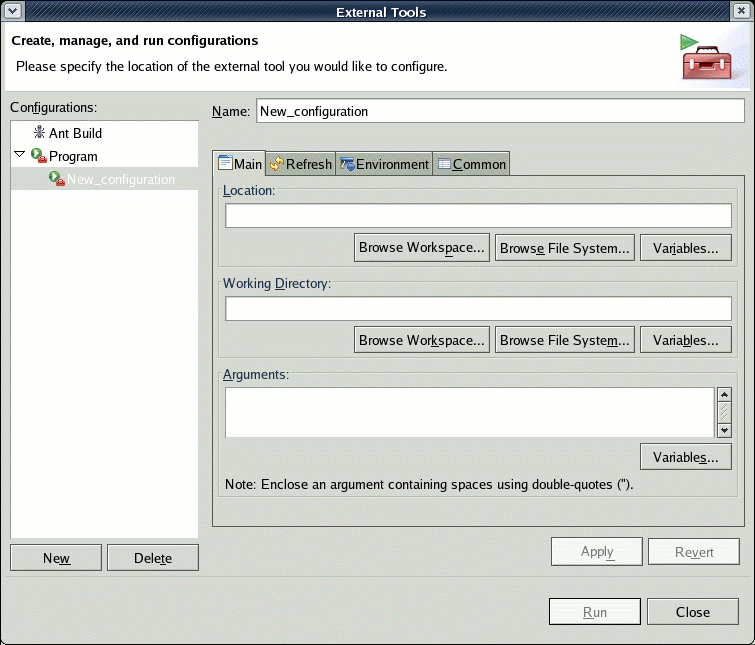 External Tools
Create, manage, and run configurations
Please specify the location of the external tool you would like to configure.
Configurations:
Ant Build
Program
New_configuration
New
Delete
Name: New_configuration
Main Refresh Environment Common
Location:
Browse Workspace... Browse File System... Variables...
Working Directory:
Browse Workspace... Browse File System... Variables...
Arguments:
Variables...
Note: Enclose an argument containing spaces using double-quotes (").
Apply Revert
Run Close